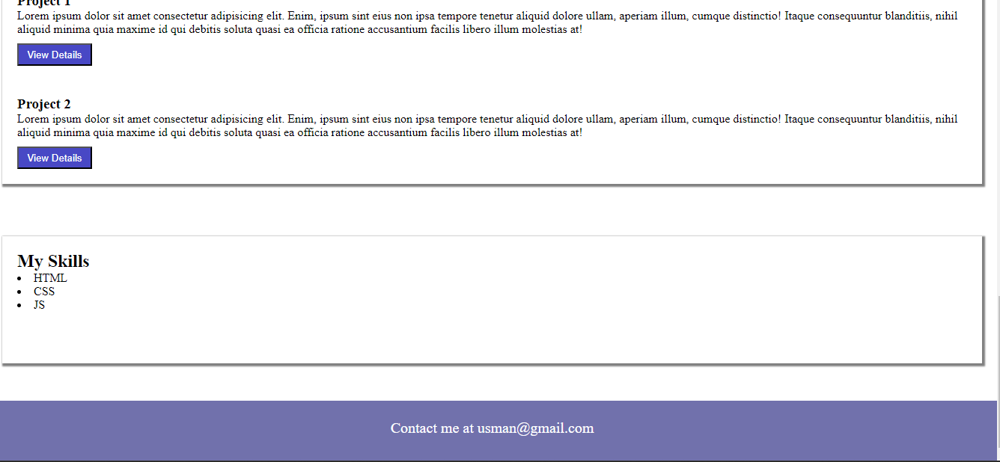 Project 1
Lorem ipsum dolor sit amet consectetur adipisicing elit. Enim, ipsum sint eius non ipsa tempore tenetur aliquid dolore ullam, aperiam illum, cumque distinctio! Itaque consequuntur blanditiis, nihil
aliquid minima quia maxime id qui debitis soluta quasi ea officia ratione accusantium facilis libero illum molestias at!
View Details
Project 2
Lorem ipsum dolor sit amet consectetur adipisicing elit. Enim, ipsum sint eius non ipsa tempore tenetur aliquid dolore ullam, aperiam illum, cumque distinctio! Itaque consequuntur blanditiis, nihil
aliquid minima quia maxime id qui debitis soluta quasi ea officia ratione accusantium facilis libero illum molestias at!
View Details
My Skills
• HTML
• CSS
• JS
Contact me at usman@gmail.com